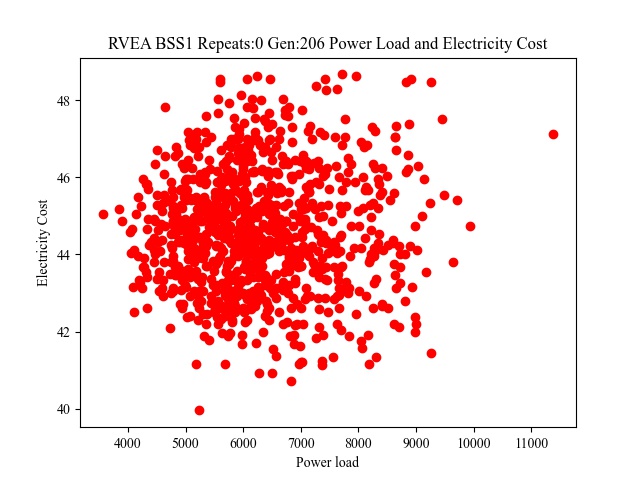 RVEA BSS1 Repeats:0 Gen:206 Power Load and Electricity Cost
48
46
44
42
40
Electricity Cost
4000 5000 6000 7000 8000 9000 10000 11000
Power load